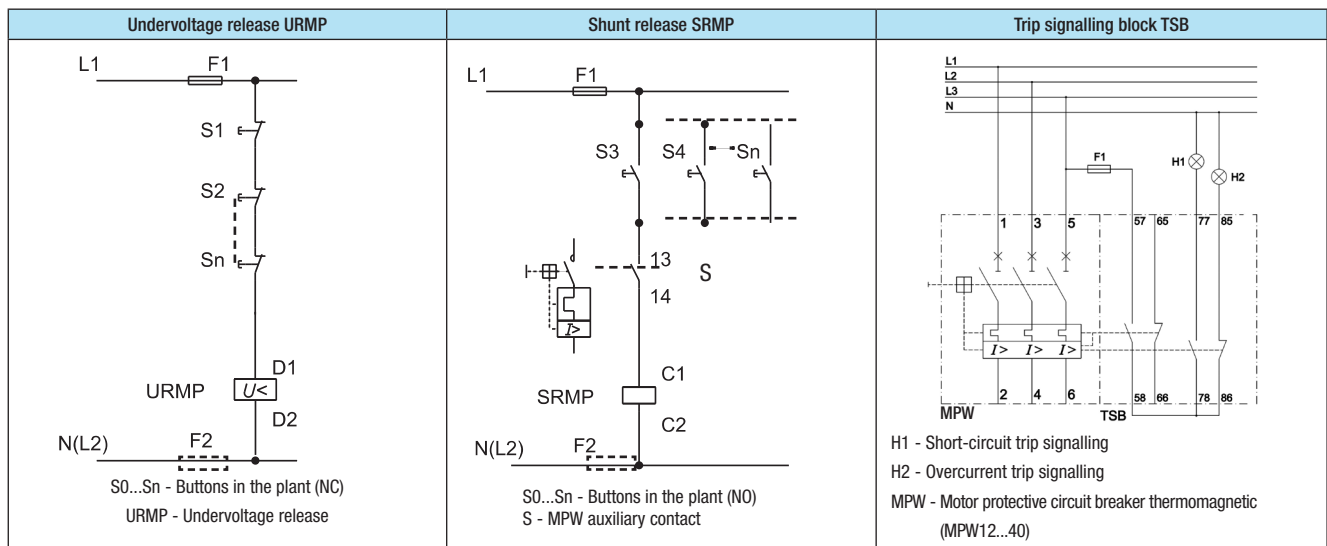 Undervoltage release URMP
L1
F1
S1
S2
Sn
D1
URMP
U<
D2
N(L2)
F2
S0...Sn - Buttons in the plant (NC)
URMP - Undervoltage release
Shunt release SRMP
L1
F1
S3
S4
Sn
13
S
14
I>
C1
SRMP
C2
N(L2)
F2
S0...Sn - Buttons in the plant (NO)
S - MPW auxiliary contact
Trip signalling block TSB
L1
L2
L3
N
F1
H1
H2
1 3 5 57 65 77 85
I> I> I>
2 4 6 58 66 78 86
MPW TSB
H1 - Short-circuit trip signalling
H2 - Overcurrent trip signalling
MPW - Motor protective circuit breaker thermomagnetic
(MPW12...40)